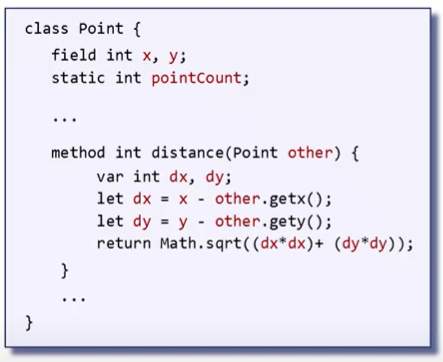 class Point {
field int x, y;
static int pointCount;
...
method int distance(Point other) {
var int dx, dy;
let dx = x - other.getx();
let dy = y - other.gety();
return Math.sqrt((dx*dx)+ (dy*dy));
}
...
}